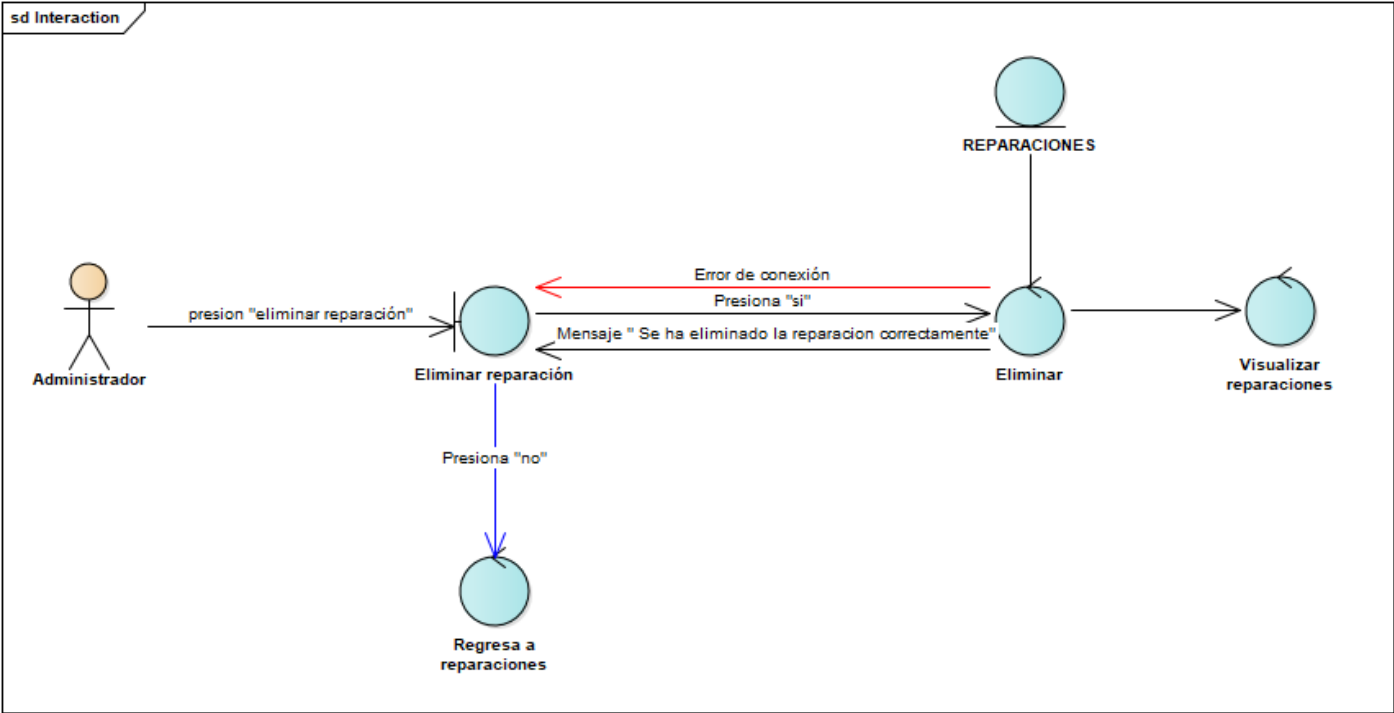 sd Interaction
REPARACIONES
Error de conexión
Presiona "si"
presion "eliminar reparación"
Mensaje " Se ha eliminado la reparacion correctamente"
Administrador
Eliminar reparación
Eliminar
Visualizar
reparaciones
Presiona "no"
Regresa a
reparaciones